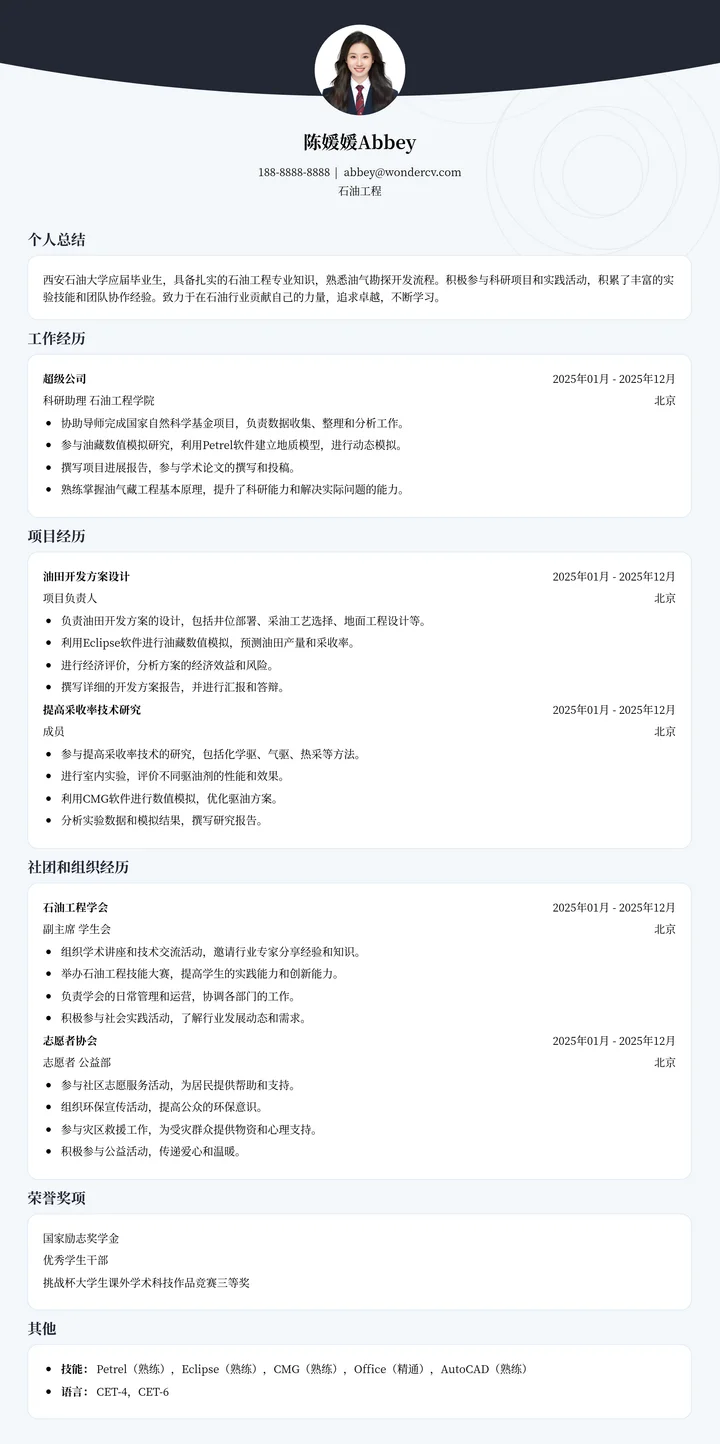 陈媛媛Abbey
188-8888-8888 | abbey@wondercv.com
石油工程
个人总结
西安石油大学应届毕业生，具备扎实的石油工程专业知识，熟悉油气勘探开发流程。积极参与科研项目和实践活动，积累了丰富的实
验技能和团队协作经验。致力于在石油行业贡献自己的力量，追求卓越，不断学习。
工作经历
超级公司 2025年01月 - 2025年12月
科研助理 石油工程学院 北京
• 协助导师完成国家自然科学基金项目，负责数据收集、整理和分析工作。
• 参与油藏数值模拟研究，利用Petrel软件建立地质模型，进行动态模拟。
• 撰写项目进展报告，参与学术论文的撰写和投稿。
• 熟练掌握油气藏工程基本原理，提升了科研能力和解决实际问题的能力。
项目经历
油田开发方案设计 2025年01月 - 2025年12月
项目负责人 北京
• 负责油田开发方案的设计，包括井位部署、采油工艺选择、地面工程设计等。
• 利用Eclipse软件进行油藏数值模拟，预测油田产量和采收率。
• 进行经济评价，分析方案的经济效益和风险。
• 撰写详细的开发方案报告，并进行汇报和答辩。
提高采收率技术研究 2025年01月 - 2025年12月
成员 北京
• 参与提高采收率技术的研究，包括化学驱、气驱、热采等方法。
• 进行室内实验，评价不同驱油剂的性能和效果。
• 利用CMG软件进行数值模拟，优化驱油方案。
• 分析实验数据和模拟结果，撰写研究报告。
社团和组织经历
石油工程学会 2025年01月 - 2025年12月
副主席 学生会 北京
• 组织学术讲座和技术交流活动，邀请行业专家分享经验和知识。
• 举办石油工程技能大赛，提高学生的实践能力和创新能力。
• 负责学会的日常管理和运营，协调各部门的工作。
• 积极参与社会实践活动，了解行业发展动态和需求。
志愿者协会 2025年01月 - 2025年12月
志愿者 公益部 北京
• 参与社区志愿服务活动，为居民提供帮助和支持。
• 组织环保宣传活动，提高公众的环保意识。
• 参与灾区救援工作，为受灾群众提供物资和心理支持。
• 积极参与公益活动，传递爱心和温暖。
荣誉奖项
国家励志奖学金
优秀学生干部
挑战杯大学生课外学术科技作品竞赛三等奖
其他
• 技能： Petrel（熟练）, Eclipse（熟练）, CMG（熟练）, Office（精通）, AutoCAD（熟练）
• 语言： CET-4，CET-6